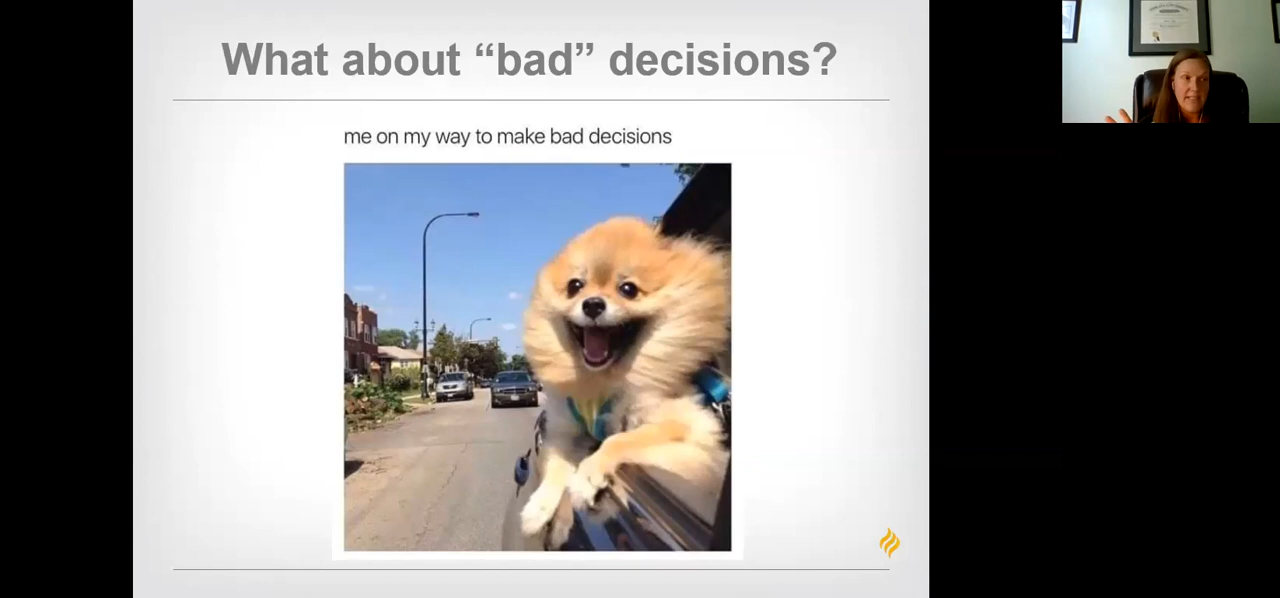 What about “bad” decisions?
me on my way to make bad decisions